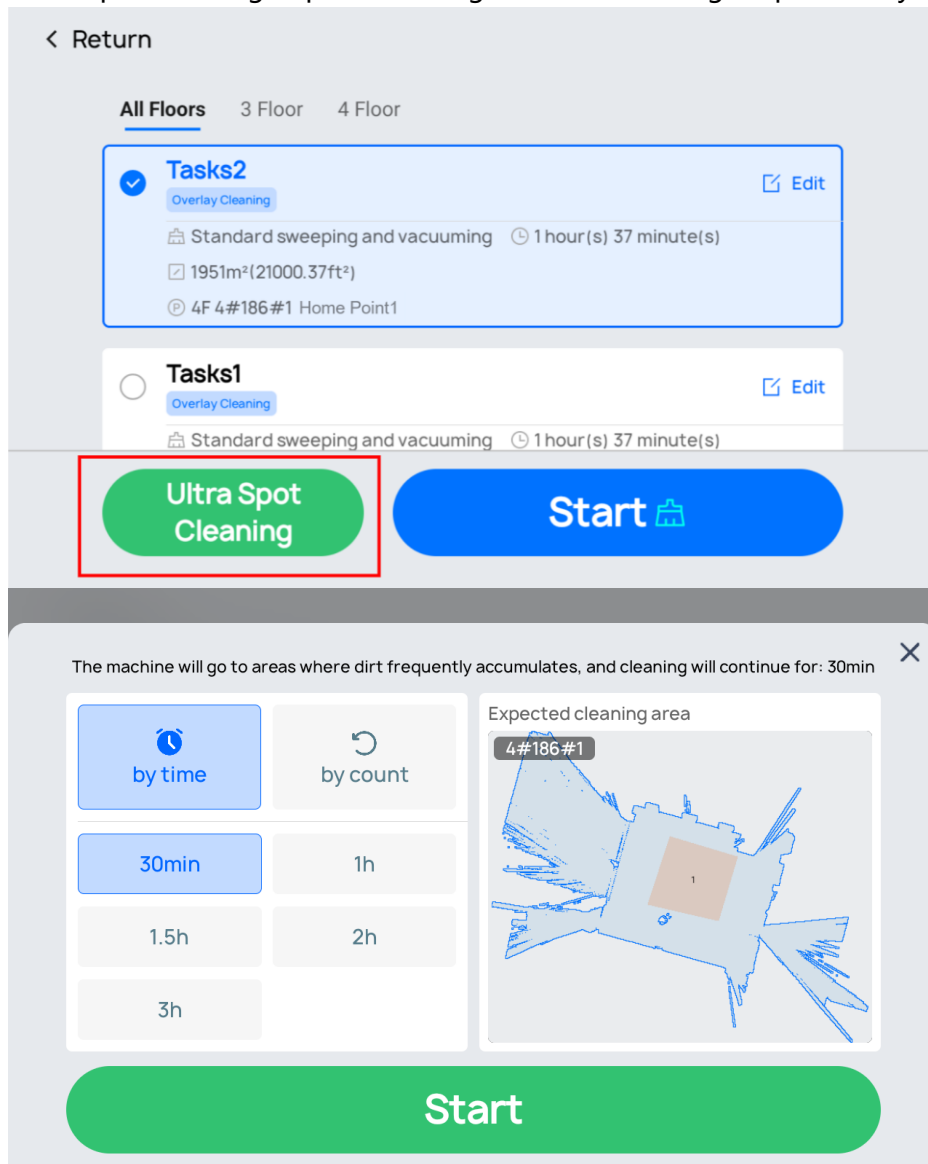 Return
All Floors 3 Floor 4 Floor
Tasks2
Overlay Cleaning
Edit
Standard sweeping and vacuuming 1 hour(s) 37 minute(s)
1951m²(21000.37ft²)
P 4F 4#186#1 Home Point1
Tasks1
Overlay Cleaning
Edit
Standard sweeping and vacuuming 1 hour(s) 37 minute(s)
Ultra Spot
Cleaning
Start
The machine will go to areas where dirt frequently accumulates, and cleaning will continue for: 30min
by time by count
30min 1h
1.5h 2h
3h
Expected cleaning area
4#186#1
1
Start